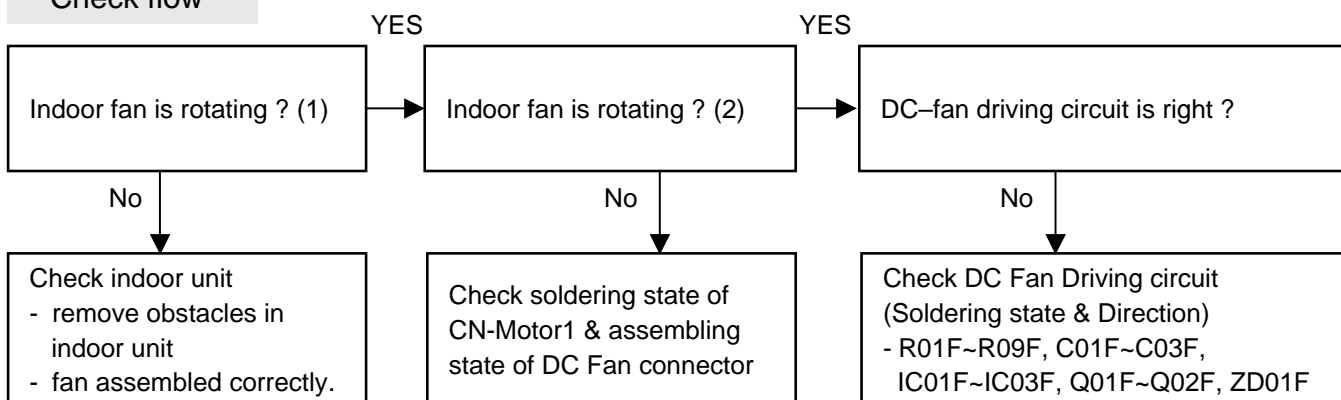 Check flow
YES
YES
Indoor fan is rotating ? (1)
Indoor fan is rotating ? (2)
DC–fan driving circuit is right ?
No
No
No
Check indoor unit
- remove obstacles in
indoor unit
- fan assembled correctly.
Check soldering state of
CN-Motor1 & assembling
state of DC Fan connector
Check DC Fan Driving circuit
(Soldering state & Direction)
- R01F~R09F, C01F~C03F,
IC01F~IC03F, Q01F~Q02F, ZD01F